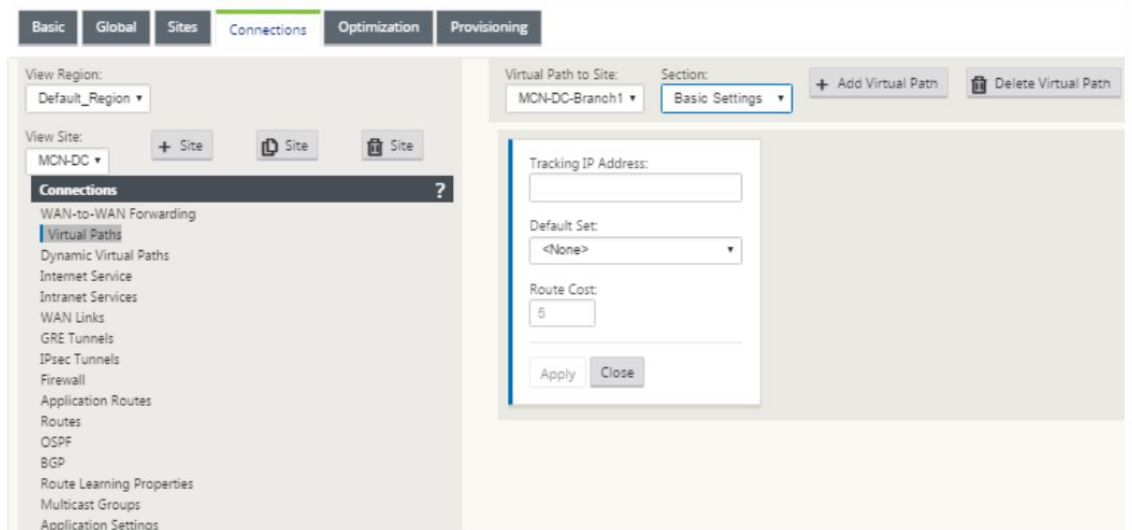 Basic Global Sites Connections Optimization Provisioning
View Region:
Default_Region
View Site:
MCN-DC
+ Site
Site
Site
Connections ?
WAN-to-WAN Forwarding
Virtual Paths
Dynamic Virtual Paths
Internet Service
Intranet Services
WAN Links
GRE Tunnels
IPsec Tunnels
Firewall
Application Routes
Routes
OSPF
BGP
Route Learning Properties
Multicast Groups
Application Settings
Virtual Path to Site:
MCN-DC-Branch1
Section:
Basic Settings
+ Add Virtual Path
Delete Virtual Path
Tracking IP Address:
Default Set:
<None>
Route Cost:
5
Apply Close